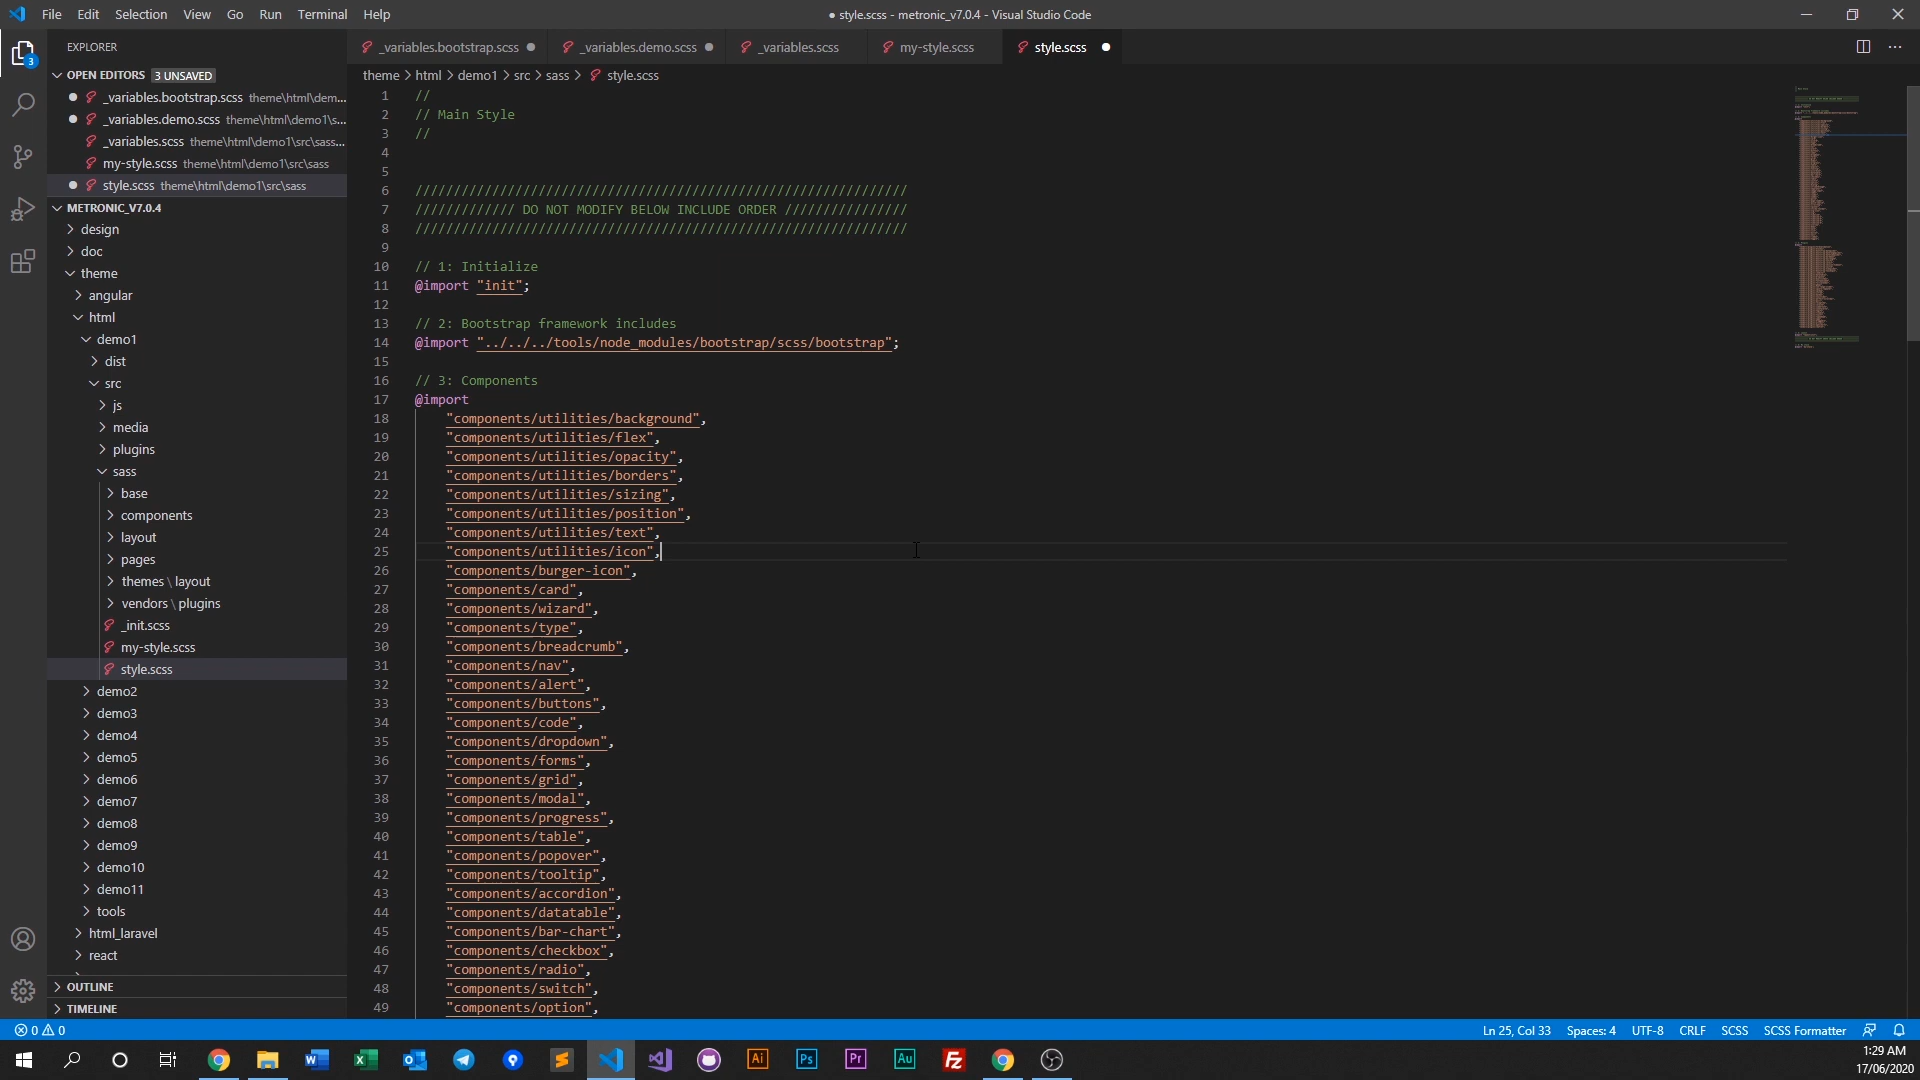 File Edit Selection View Go Run Terminal Help
● style.scss - metronic_v7.0.4 - Visual Studio Code
EXPLORER
3
OPEN EDITORS 3 UNSAVED
_variables.bootstrap.scss theme\html\dem...
_variables.demo.scss theme\html\demo1\s...
_variables.scss theme\html\demo1\src\sass...
my-style.scss theme\html\demo1\src\sass
style.scss theme\html\demo1\src\sass
METRONIC_V7.0.4
design
doc
theme
angular
html
demo1
dist
src
js
media
plugins
sass
base
components
layout
pages
themes \ layout
vendors \ plugins
_init.scss
my-style.scss
style.scss
demo2
demo3
demo4
demo5
demo6
demo7
demo8
demo9
demo10
demo11
tools
html_laravel
react
OUTLINE
TIMELINE
_variables.bootstrap.scss _variables.demo.scss _variables.scss my-style.scss style.scss
theme > html > demo1 > src > sass > style.scss
1 //
2 // Main Style
3 //
4
5
6 ////////////////////////////////////////////////////////////////
7 ///////////// DO NOT MODIFY BELOW INCLUDE ORDER ////////////////
8 ////////////////////////////////////////////////////////////////
9
10 // 1: Initialize
11 @import "init";
12
13 // 2: Bootstrap framework includes
14 @import "../../../tools/node_modules/bootstrap/scss/bootstrap";
15
16 // 3: Components
17 @import
18 "components/utilities/background",
19 "components/utilities/flex",
20 "components/utilities/opacity",
21 "components/utilities/borders",
22 "components/utilities/sizing",
23 "components/utilities/position",
24 "components/utilities/text",
25 "components/utilities/icon",
26 "components/burger-icon",
27 "components/card",
28 "components/wizard",
29 "components/type",
30 "components/breadcrumb",
31 "components/nav",
32 "components/alert",
33 "components/buttons",
34 "components/code",
35 "components/dropdown",
36 "components/forms",
37 "components/grid",
38 "components/modal",
39 "components/progress",
40 "components/table",
41 "components/popover",
42 "components/tooltip",
43 "components/accordion",
44 "components/datatable",
45 "components/bar-chart",
46 "components/checkbox",
47 "components/radio",
48 "components/switch",
49 "components/option",
0 0
Ln 25, Col 33 Spaces: 4 UTF-8 CRLF SCSS SCSS Formatter
Ai Ps Pr Au Fz
1:29 AM
17/06/2020